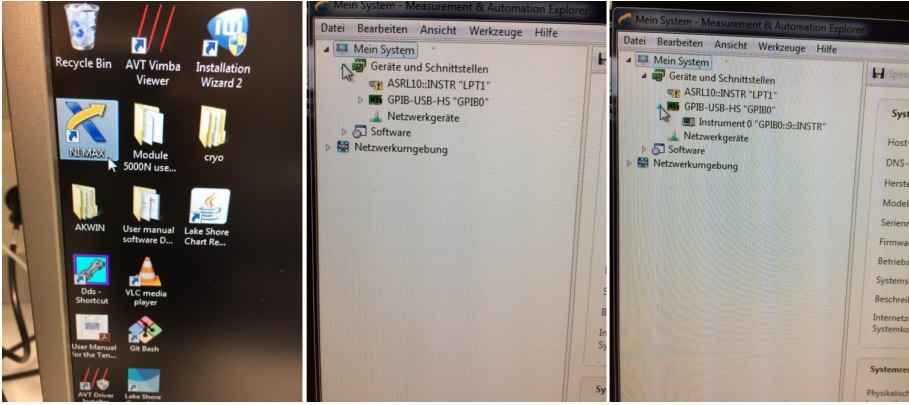 Recycle Bin
AVT Vimba
Viewer
Installation
Wizard 2
NI MAX
Module
5000N use...
cryo
AKWIN
User manual
software D...
Lake Shore
Chart Re...
Dds -
Shortcut
VLC media
player
User Manual
for the Ten...
Git Bash
AVT Driver
Installer
Lake Shore
Mein System - Measurement & Automation Explorer
Datei Bearbeiten Ansicht Werkzeuge Hilfe
Mein System
Geräte und Schnittstellen
ASRL10::INSTR "LPT1"
GPIB-USB-HS "GPIB0"
Netzwerkgeräte
Software
Netzwerkumgebung
Mein System - Measurement & Automation Explorer
Datei Bearbeiten Ansicht Werkzeuge Hilfe
Mein System
Geräte und Schnittstellen
ASRL10::INSTR "LPT1"
GPIB-USB-HS "GPIB0"
Instrument 0 "GPIB0::9::INSTR"
Netzwerkgeräte
Software
Netzwerkumgebung
Speic
Syst
Host-
DNS-
Herste
Model
Serienn
Firmwa
Betriebs
Systems
Beschrei
Internetz
Systemko
Systemres
Physikalisch